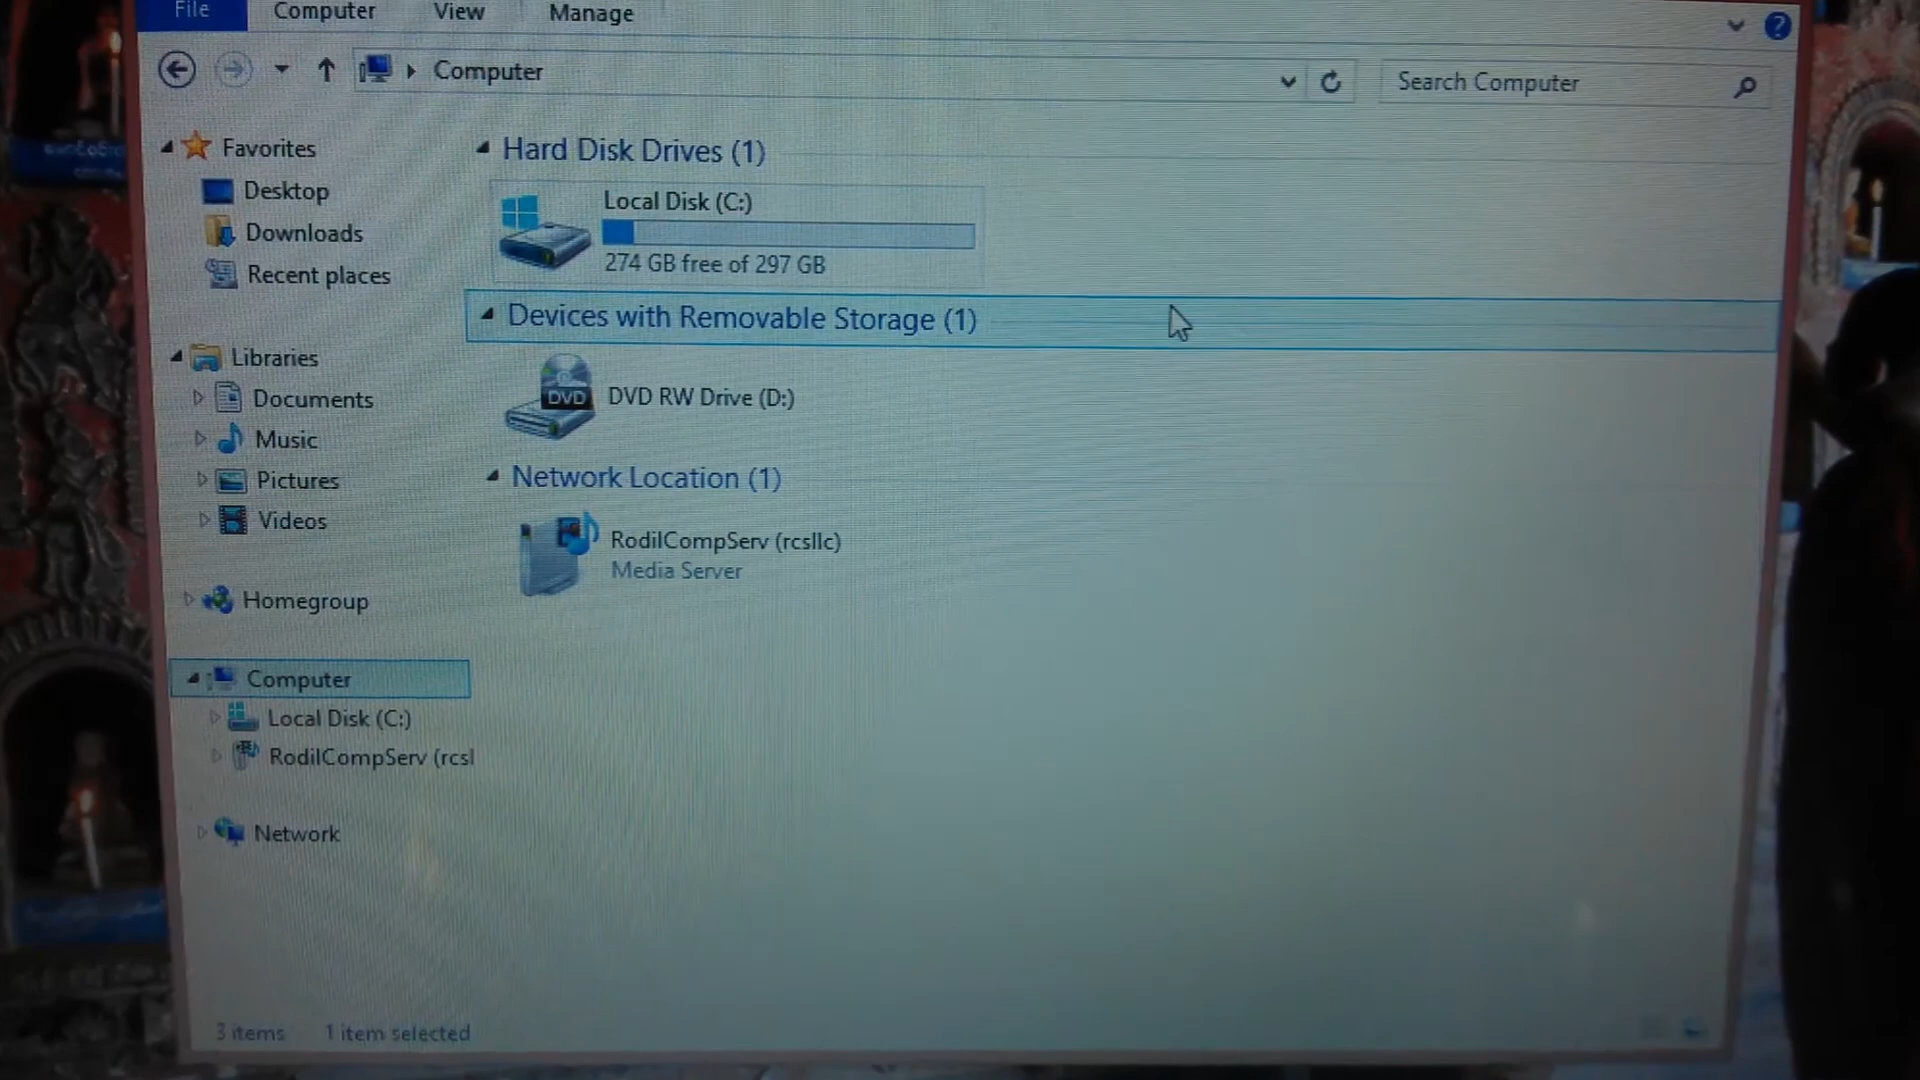 File Computer View Manage
Computer
Search Computer
Favorites
Desktop
Downloads
Recent places
Libraries
Documents
Music
Pictures
Videos
Homegroup
Computer
Local Disk (C:)
RodilCompServ (rcsl
Network
Hard Disk Drives (1)
Local Disk (C:)
274 GB free of 297 GB
Devices with Removable Storage (1)
DVD
DVD RW Drive (D:)
Network Location (1)
RodilCompServ (rcsllc)
Media Server
3 items 1 item selected